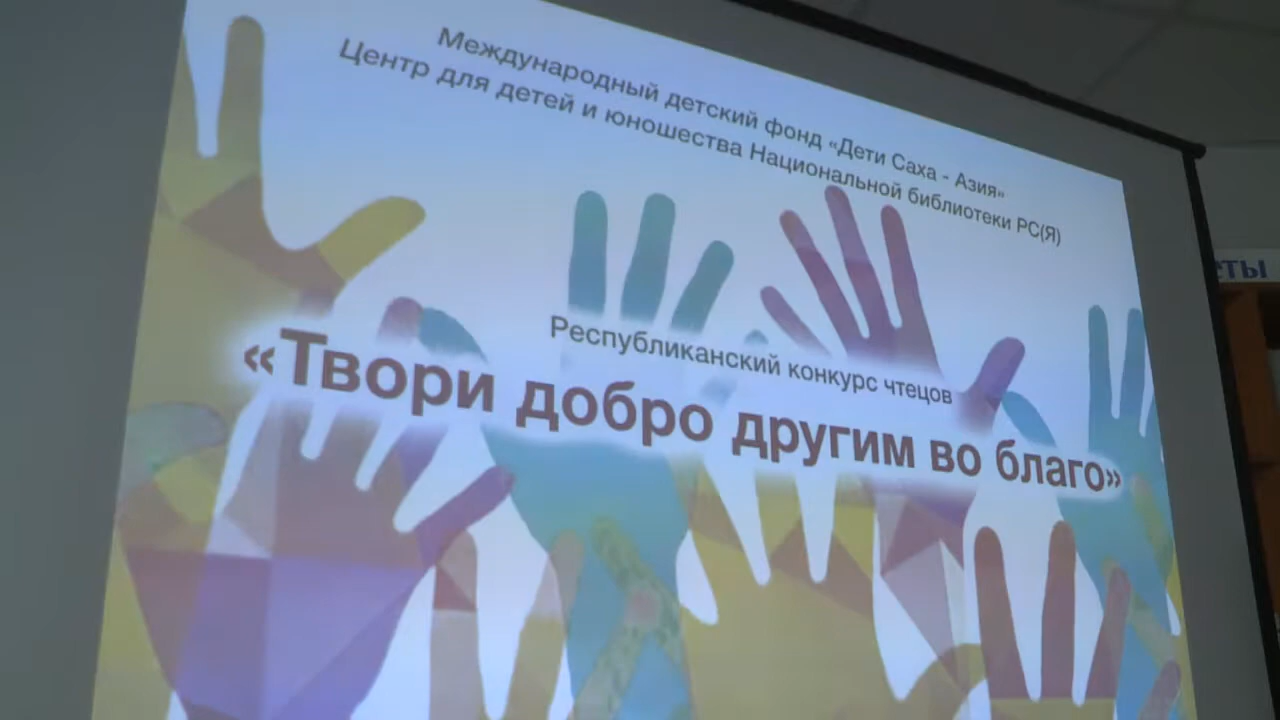 Международный детский фонд «Дети Саха - Азия»
Центр для детей и юношества Национальной библиотеки РС(Я)
Республиканский конкурс чтецов
«Твори добро другим во благо»